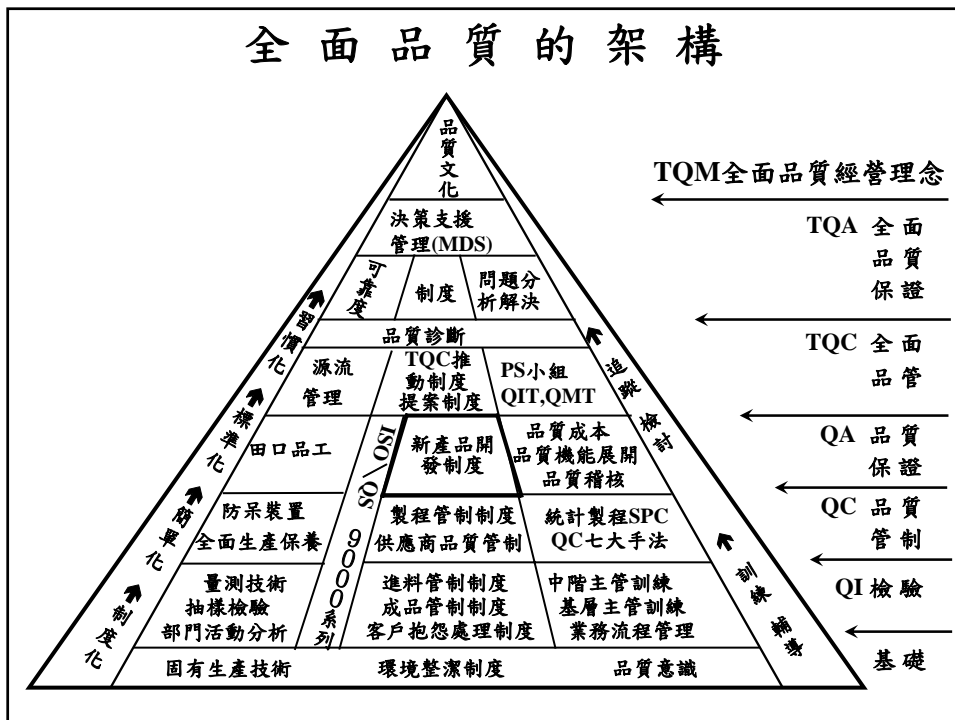 全 面 品 質 的 架 構
品質文化
決策支援
管理(MDS)
可靠度
制度
問題分
析解決
品質診斷
源流
管理
TQC推
動制度
提案制度
PS小組
QIT,QMT
田口品工
ISO\QS 9000系列
新產品開
發制度
品質成本
品質機能展開
品質稽核
防呆裝置
全面生產保養
製程管制制度
供應商品質管制
統計製程SPC
QC七大手法
量測技術
抽樣檢驗
部門活動分析
進料管制制度
成品管制制度
客戶抱怨處理制度
中階主管訓練
基層主管訓練
業務流程管理
固有生產技術
環境整潔制度
品質意識
制度化
簡單化
標準化
習慣化
追蹤 檢討
訓練 輔導
TQM全面品質經營理念
TQA 全 面
品 質
保 證
TQC 全 面
品 管
QA 品 質
保 證
QC 品 質
管 制
QI 檢 驗
基 礎